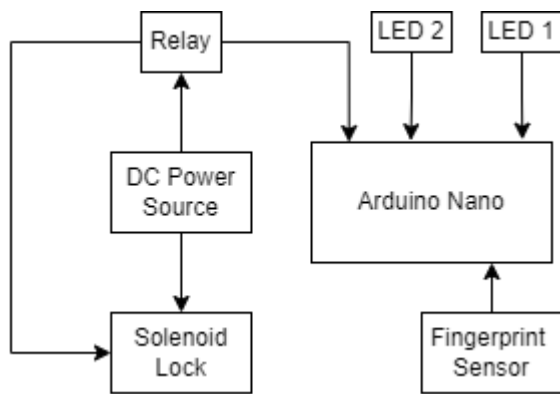 Relay
LED 2
LED 1
DC Power
Source
Arduino Nano
Solenoid
Lock
Fingerprint
Sensor